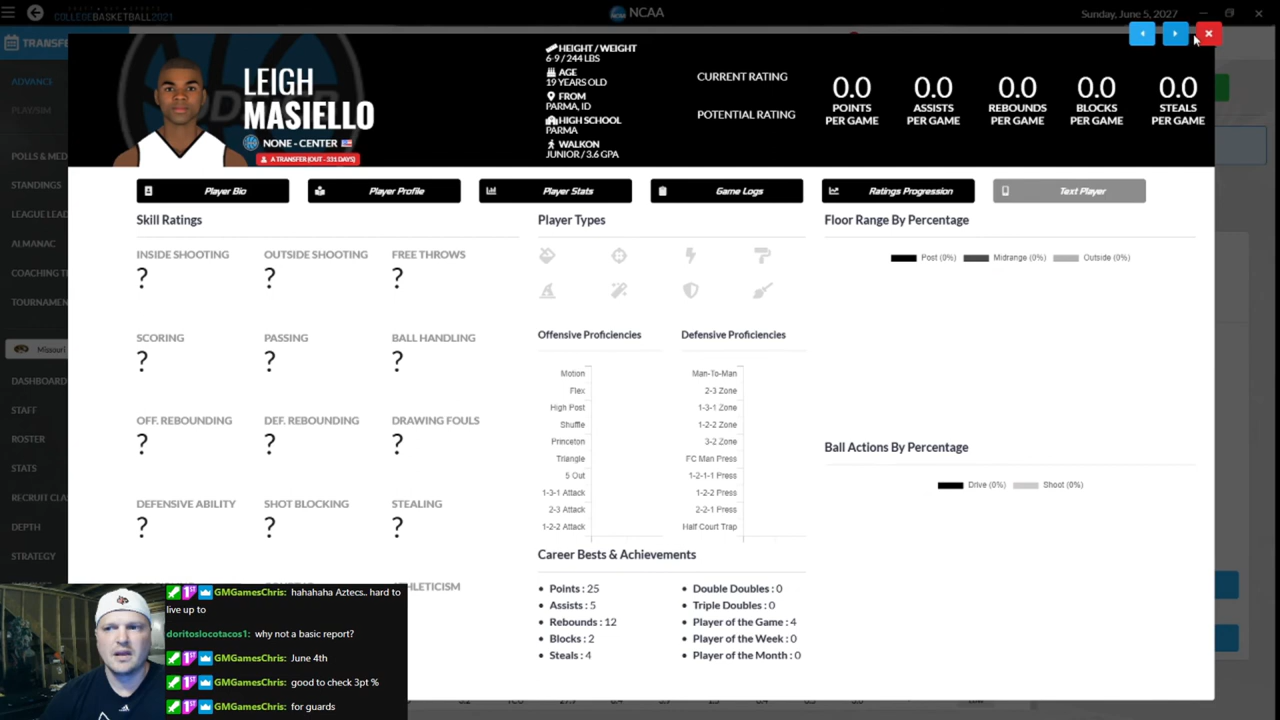 COLLEGE BASKETBALL 2021
NCAA
Sunday, June 5, 2027
TRANSFE
ADVANCE
PLAY/SIM
POLLS & MED
STANDINGS
LEAGUE LEAD
ALMANAC
COACHING T
TOURNAMEN
Missouri
DASHBOARD
STAFF
ROSTER
STATS
RECRUIT CLA
DEPTH
STRATEGY
LEIGH
MASIELLO
NONE - CENTER
A TRANSFER (OUT - 331 DAYS)
HEIGHT / WEIGHT
6-9 / 244 LBS
AGE
19 YEARS OLD
FROM
PARMA, ID
HIGH SCHOOL
PARMA
WALKON
JUNIOR / 3.6 GPA
CURRENT RATING
POTENTIAL RATING
0.0
POINTS
PER GAME
0.0
ASSISTS
PER GAME
0.0
REBOUNDS
PER GAME
0.0
BLOCKS
PER GAME
0.0
STEALS
PER GAME
Player Bio
Player Profile
Player Stats
Game Logs
Ratings Progression
Text Player
Skill Ratings
INSIDE SHOOTING
?
OUTSIDE SHOOTING
?
FREE THROWS
?
SCORING
?
PASSING
?
BALL HANDLING
?
OFF. REBOUNDING
?
DEF. REBOUNDING
?
DRAWING FOULS
?
DEFENSIVE ABILITY
?
SHOT BLOCKING
?
STEALING
?
THLETICISM
Player Types
Offensive Proficiencies
Motion
Flex
High Post
Shuffle
Princeton
Triangle
5 Out
1-3-1 Attack
2-3 Attack
1-2-2 Attack
Defensive Proficiencies
Man-To-Man
2-3 Zone
1-3-1 Zone
1-2-2 Zone
3-2 Zone
FC Man Press
1-2-1-1 Press
1-2-2 Press
2-2-1 Press
Half Court Trap
Career Bests & Achievements
Points : 25
Assists : 5
Rebounds : 12
Blocks : 2
Steals : 4
Double Doubles : 0
Triple Doubles : 0
Player of the Game : 4
Player of the Week : 0
Player of the Month : 0
Floor Range By Percentage
Post (0%) Midrange (0%) Outside (0%)
Ball Actions By Percentage
Drive (0%) Shoot (0%)
GMGamesChris: hahahaha Aztecs.. hard to
live up to
doritoslocotacos1: why not a basic report?
GMGamesChris: June 4th
GMGamesChris: good to check 3pt %
GMGamesChris: for guards